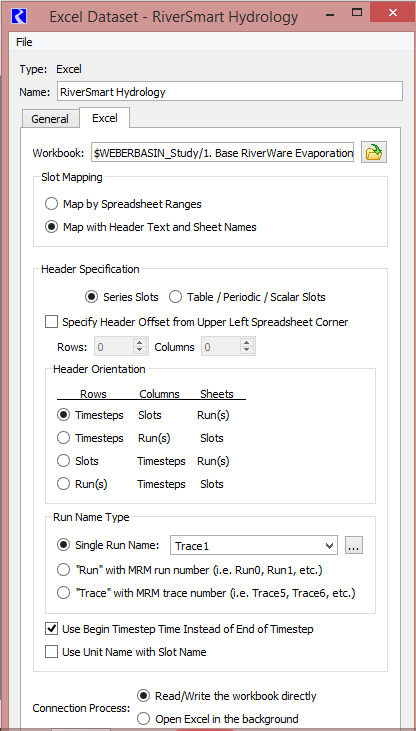 Excel Dataset - RiverSmart Hydrology
File
Type: Excel
Name: RiverSmart Hydrology
General Excel
Workbook: $WEBERBASIN_Study/1. Base RiverWare Evaporation
Slot Mapping
Map by Spreadsheet Ranges
Map with Header Text and Sheet Names
Header Specification
Series Slots Table / Periodic / Scalar Slots
Specify Header Offset from Upper Left Spreadsheet Corner
Rows: 0 Columns 0
Header Orientation
Rows Columns Sheets
Timesteps Slots Run(s)
Timesteps Run(s) Slots
Slots Timesteps Run(s)
Run(s) Timesteps Slots
Run Name Type
Single Run Name: Trace1 ...
"Run" with MRM run number (i.e. Run0, Run1, etc.)
"Trace" with MRM trace number (i.e. Trace5, Trace6, etc.)
Use Begin Timestep Time Instead of End of Timestep
Use Unit Name with Slot Name
Connection Process: Read/Write the workbook directly
Open Excel in the background